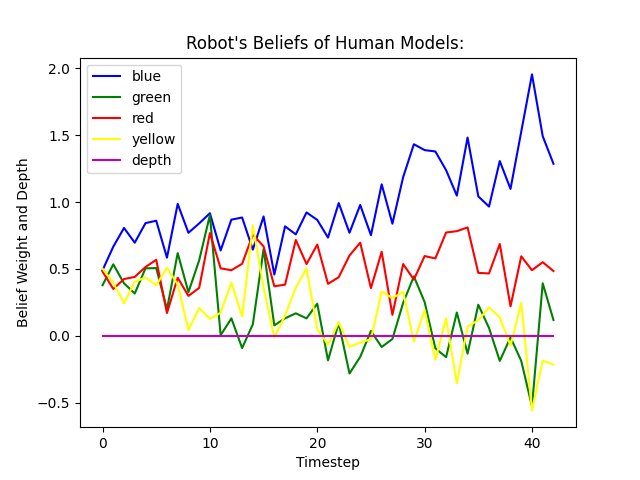 Robot's Beliefs of Human Models:
blue
green
red
yellow
depth
Belief Weight and Depth
2.0
1.5
1.0
0.5
0.0
−0.5
0
10
20
30
40
Timestep